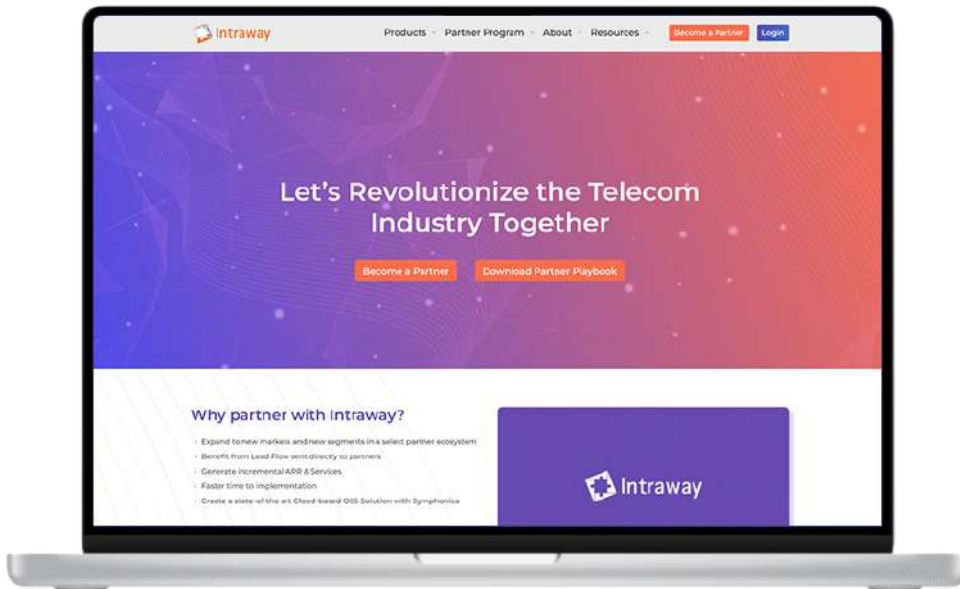 Intraway
Products Partner Program About Resources Become a Partner Login
Let's Revolutionize the Telecom
Industry Together
Become a Partner Download Partner Playbook
Why partner with Intraway?
Expand to new markets and new segments in a select partner ecosystem
Benefit from Lead Flow sent directly to partners
Generate incremental ARR & Services
Faster time to implementation
Create a state-of-the art Cloud-based OSS Solution with Symphonica
Intraway